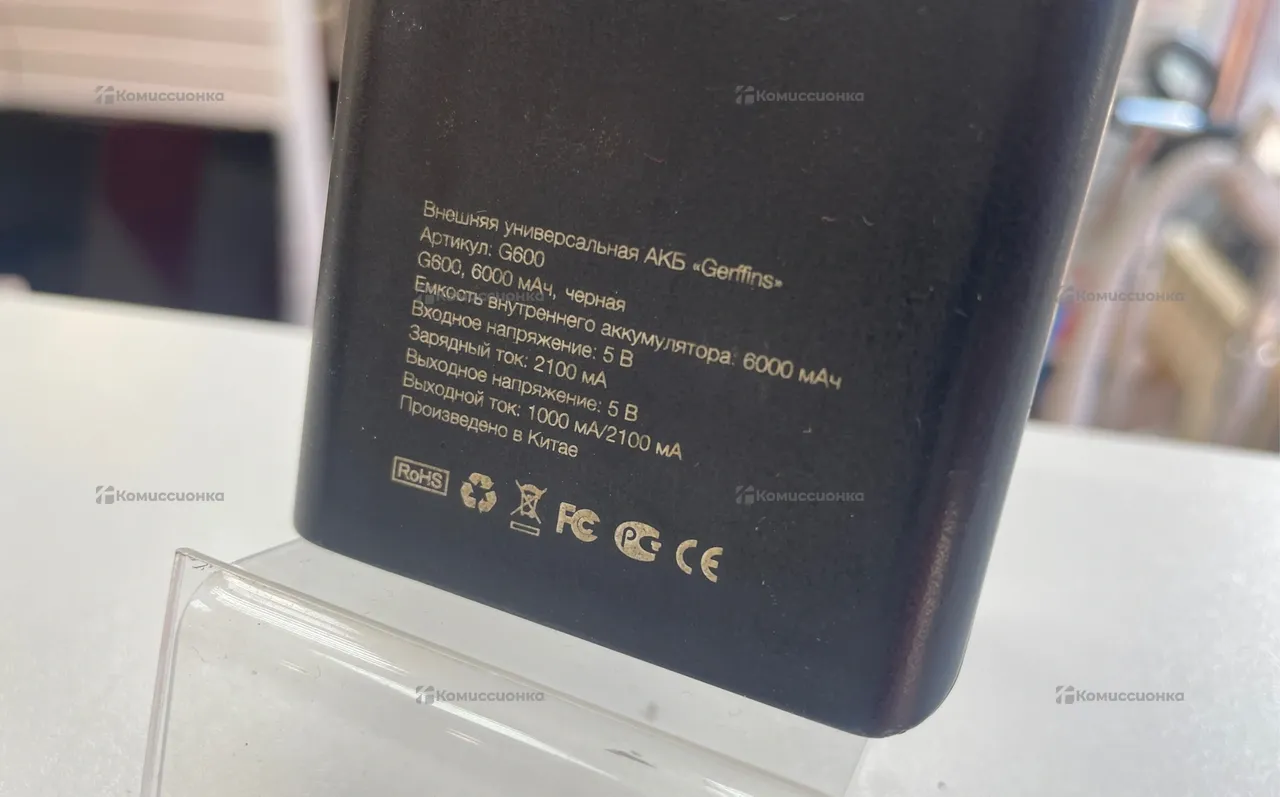 Комиссионка
Комиссионка
Внешняя универсальная АКБ «Gerffins»
Артикул: G600
G600, 6000 мАч, черная
Емкость внутреннего аккумулятора: 6000 мАч
Входное напряжение: 5 В
Зарядный ток: 2100 мА
Выходное напряжение: 5 В
Выходной ток: 1000 мА/2100 мА
Произведено в Китае
RoHS
FC
PG
CE
Комиссионка
Комиссионка
Комиссионка
Комиссионка
Комиссионка
Комиссионка